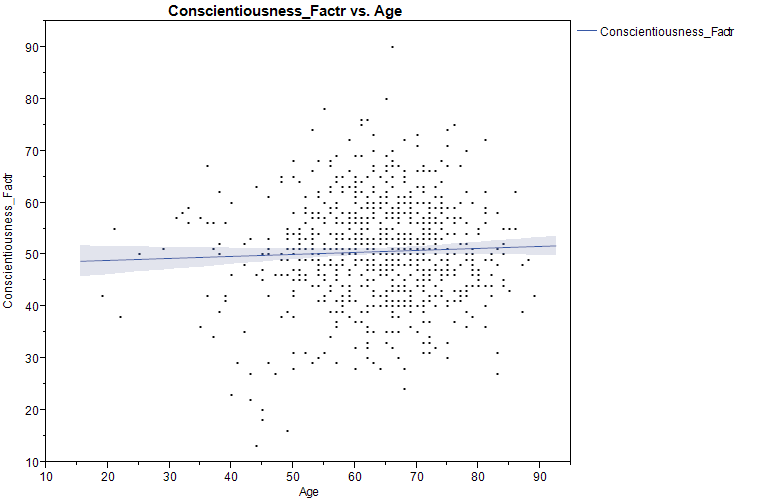 Conscientiousness_Factr vs. Age
Conscientiousness_Factr
90
80
70
60
50
40
30
20
10
Conscientiousness_Factr
10 20 30 40 50 60 70 80 90
Age